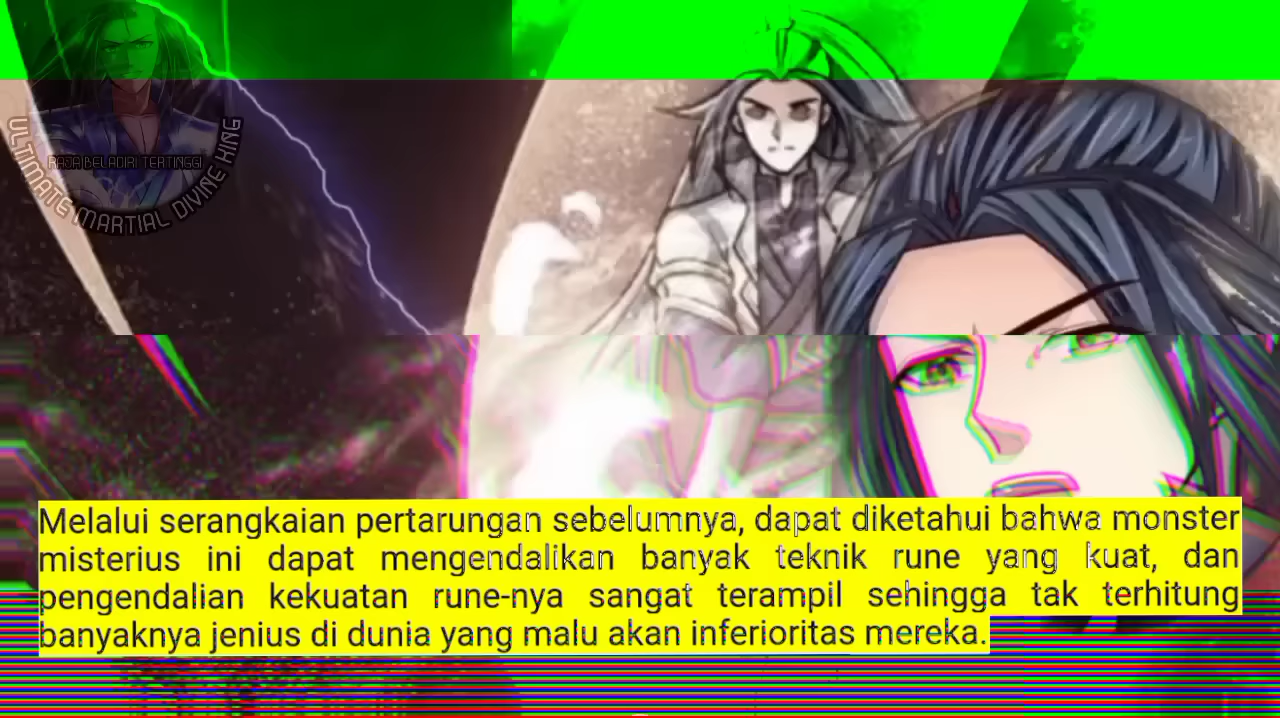 RAJA BELADIRI TERTINGGI
ULTIMATE MARTIAL DIVINE KING
Melalui serangkaian pertarungan sebelumnya, dapat diketahui bahwa monster
misterius ini dapat mengendalikan banyak teknik rune yang kuat, dan
pengendalian kekuatan rune-nya sangat terampil sehingga tak terhitung
banyaknya jenius di dunia yang malu akan inferioritas mereka.